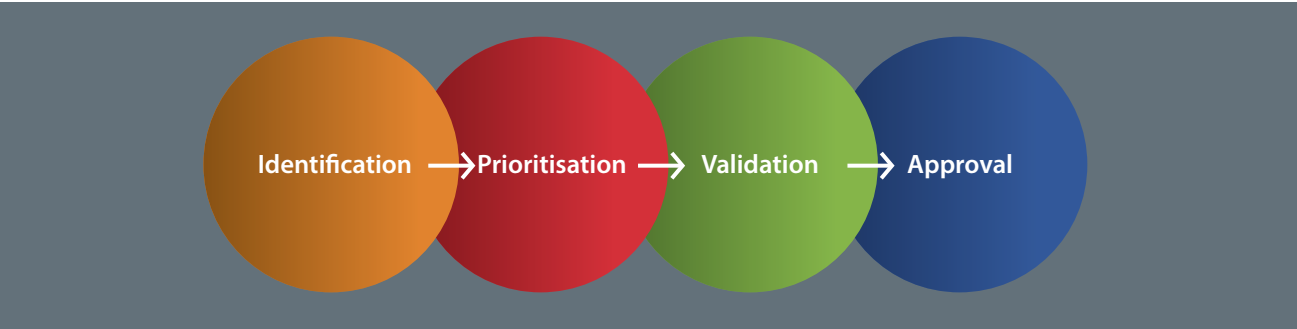 Identification → Prioritisation → Validation → Approval